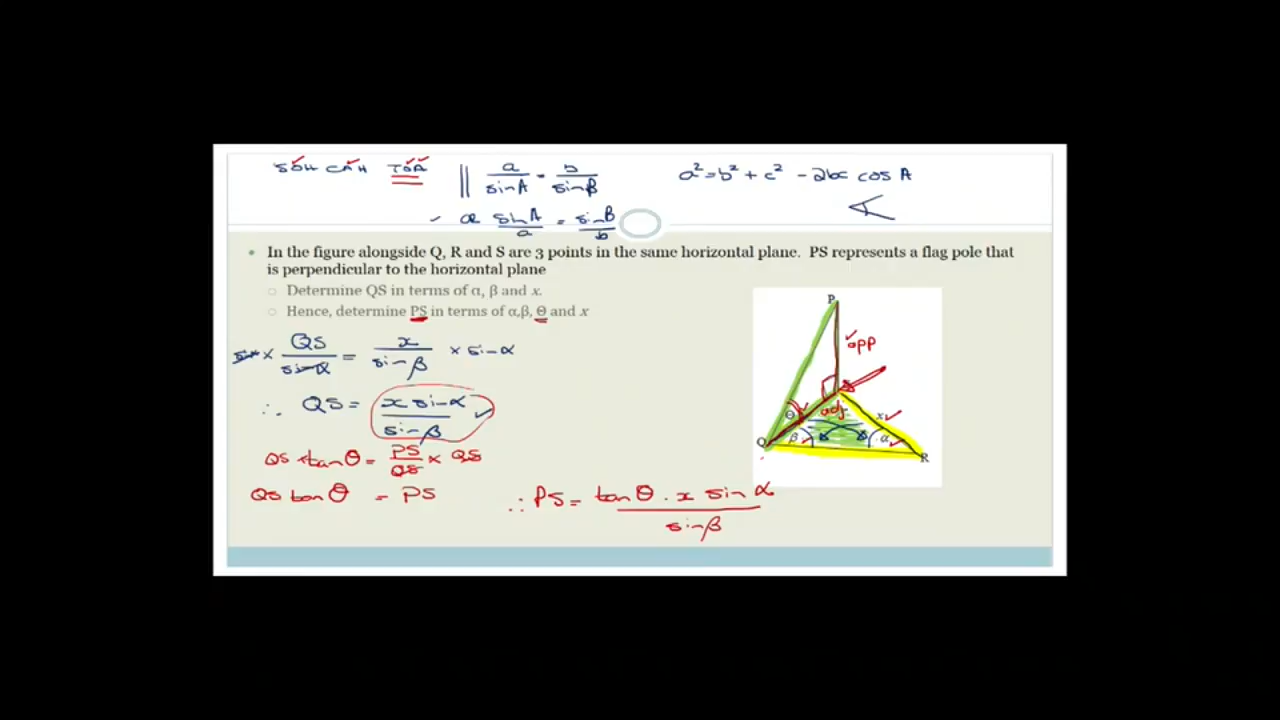 SOH CAH TOA || a/sin A = b/sin B a² = b² + c² - 2bc cos A
or sin A/a = sin B/b
• In the figure alongside Q, R and S are 3 points in the same horizontal plane. PS represents a flag pole that
is perpendicular to the horizontal plane
○ Determine QS in terms of α, β and x.
○ Hence, determine PS in terms of α,β, Θ and x
P
sin α × QS/sin α = x/sin β × sin α
opp
∴ QS = x sin α/sin β
θ adj x
Q β α R
QS × tan θ = PS/QS × QS
QS tan θ = PS
∴ PS = tan θ . x sin α/sin β